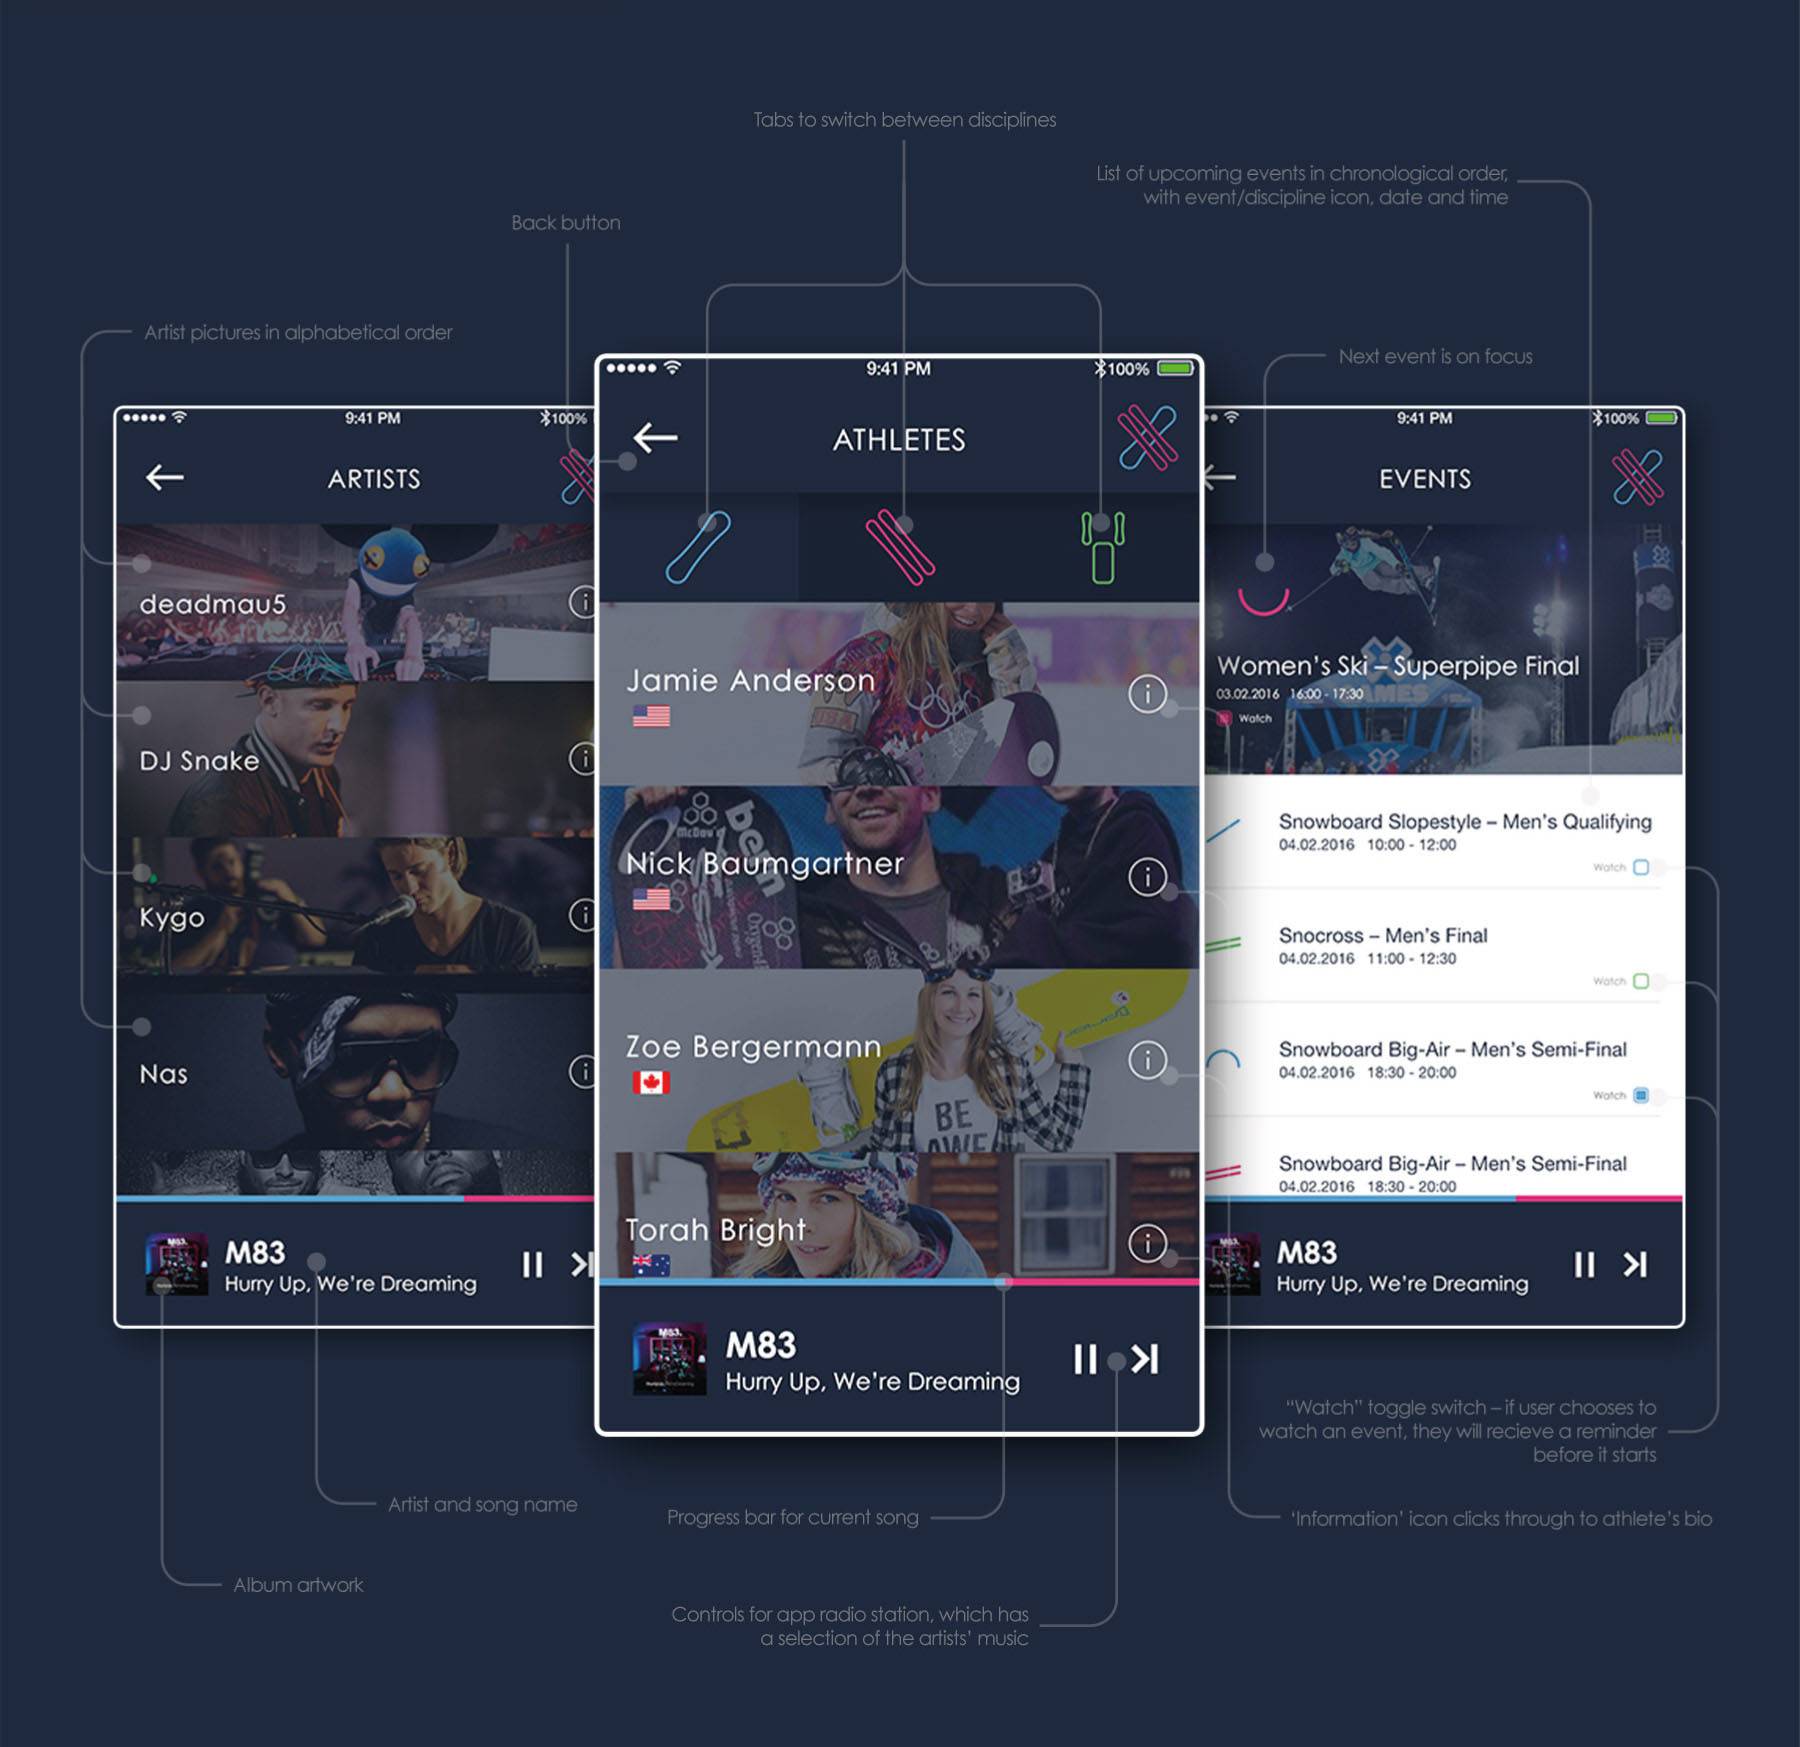 Tabs to switch between disciplines
List of upcoming events in chronological order,
with event/discipline icon, date and time
Back button
Artist pictures in alphabetical order
Next event is on focus
9:41 PM
100%
ARTISTS
deadmau5
DJ Snake
Kygo
Nas
M83
Hurry Up, We're Dreaming
9:41 PM
100%
ATHLETES
Jamie Anderson
USA
Nick Baumgartner
McDav's
ben
Zoe Bergermann
BE
AWE
Torah Bright
M83.
M83
Hurry Up, We're Dreaming
9:41 PM
100%
EVENTS
Women's Ski – Superpipe Final
03.02.2016 16:00 - 17:30
AMES
Watch
Snowboard Slopestyle – Men's Qualifying
04.02.2016 10:00 - 12:00
Watch
Snocross – Men's Final
04.02.2016 11:00 - 12:30
Watch
Snowboard Big-Air – Men's Semi-Final
04.02.2016 18:30 - 20:00
Watch
Snowboard Big-Air – Men's Semi-Final
04.02.2016 18:30 - 20:00
M83
Hurry Up, We're Dreaming
"Watch" toggle switch – if user chooses to
watch an event, they will recieve a reminder
before it starts
Artist and song name
Progress bar for current song
'Information' icon clicks through to athlete's bio
Album artwork
Controls for app radio station, which has
a selection of the artists' music